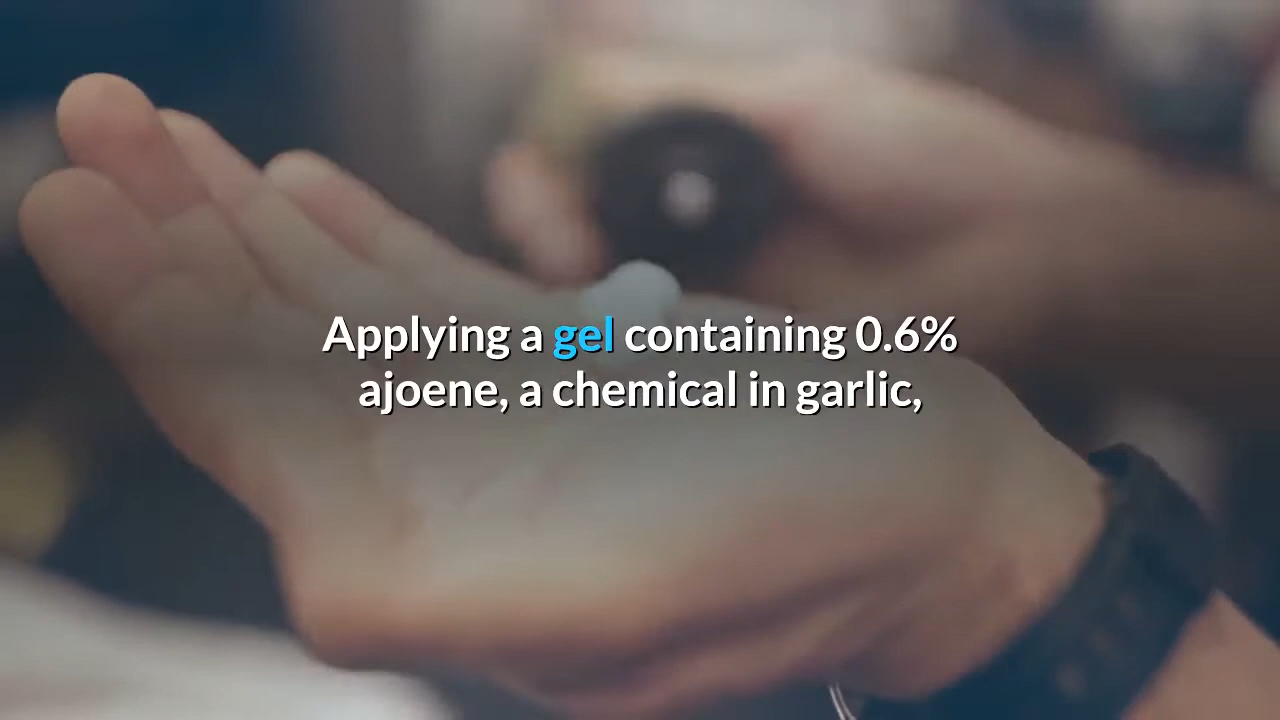 Applying a gel containing 0.6%
ajoene, a chemical in garlic,